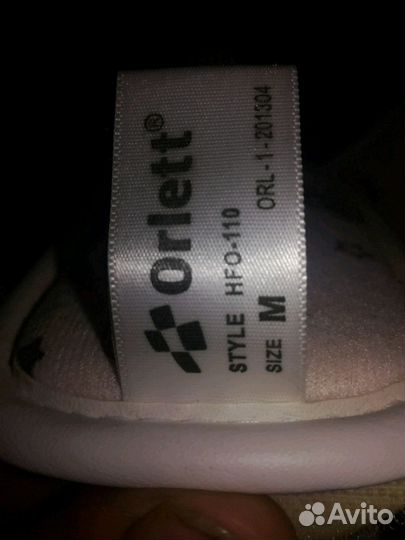 Orlett®
STYLE HFO-110
SIZE M ORL-1-201304
Avito